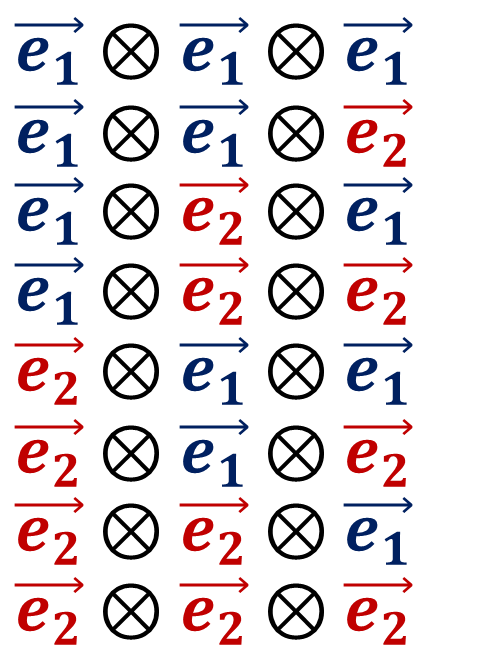 e⃗₁ ⊗ e⃗₁ ⊗ e⃗₁
e⃗₁ ⊗ e⃗₁ ⊗ e⃗₂
e⃗₁ ⊗ e⃗₂ ⊗ e⃗₁
e⃗₁ ⊗ e⃗₂ ⊗ e⃗₂
e⃗₂ ⊗ e⃗₁ ⊗ e⃗₁
e⃗₂ ⊗ e⃗₁ ⊗ e⃗₂
e⃗₂ ⊗ e⃗₂ ⊗ e⃗₁
e⃗₂ ⊗ e⃗₂ ⊗ e⃗₂